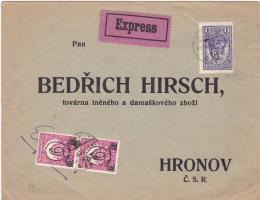 Express
Pan
BEDŘICH HIRSCH,
továrna lněného a damaškového zboží
HRONOV
Č. S. R.